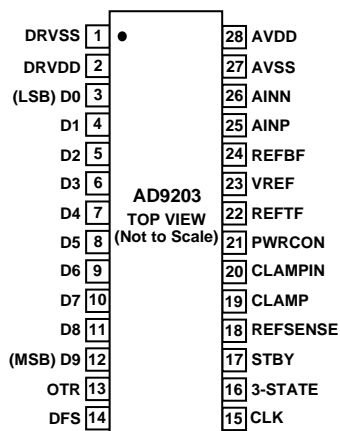 DRVSS 1 28 AVDD
DRVDD 2 27 AVSS
(LSB) D0 3 26 AINN
D1 4 25 AINP
D2 5 24 REFBF
D3 6 23 VREF
D4 7 22 REFTF
D5 8 21 PWRCON
D6 9 20 CLAMPIN
D7 10 19 CLAMP
D8 11 18 REFSENSE
(MSB) D9 12 17 STBY
OTR 13 16 3-STATE
DFS 14 15 CLK
AD9203
TOP VIEW
(Not to Scale)